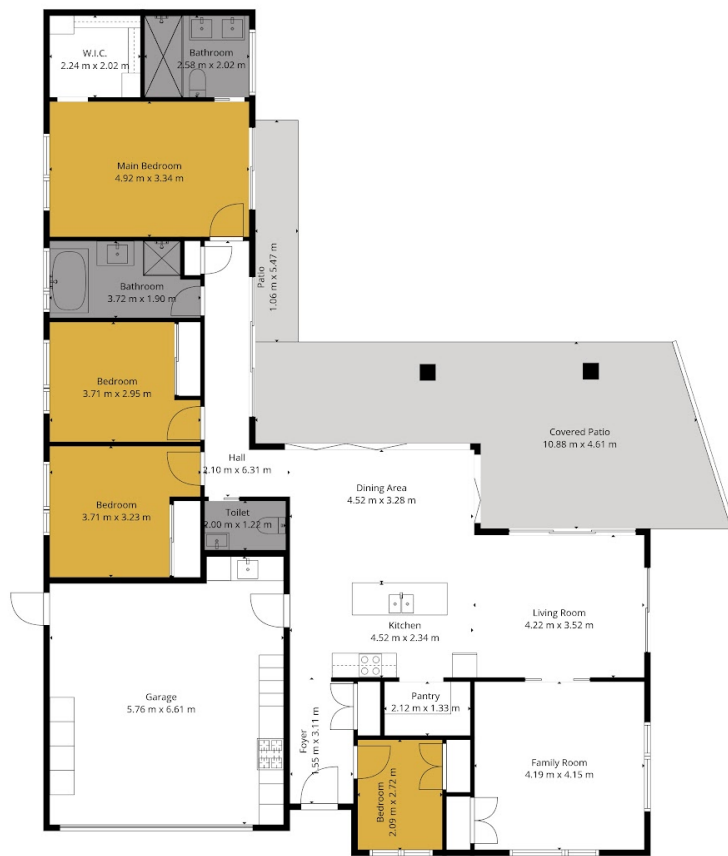 W.I.C.
2.24 m x 2.02 m
Bathroom
2.58 m x 2.02 m
Main Bedroom
4.92 m x 3.34 m
Patio
1.06 m x 5.47 m
Bathroom
3.72 m x 1.90 m
Bedroom
3.71 m x 2.95 m
Covered Patio
10.88 m x 4.61 m
Hall
2.10 m x 6.31 m
Dining Area
4.52 m x 3.28 m
Bedroom
3.71 m x 3.23 m
Toilet
2.00 m x 1.22 m
Living Room
4.22 m x 3.52 m
Kitchen
4.52 m x 2.34 m
Garage
5.76 m x 6.61 m
Pantry
2.12 m x 1.33 m
Foyer
1.55 m x 3.11 m
Family Room
4.19 m x 4.15 m
Bedroom
2.09 m x 2.72 m